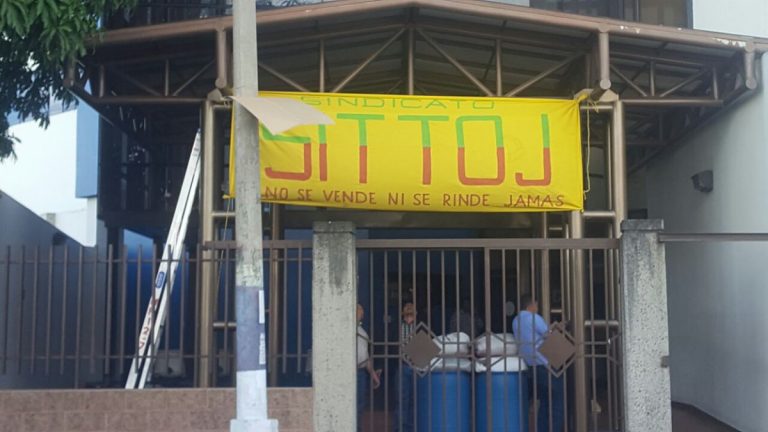 SINDICATO
SITTOJ
NO SE VENDE NI SE RINDE JAMAS